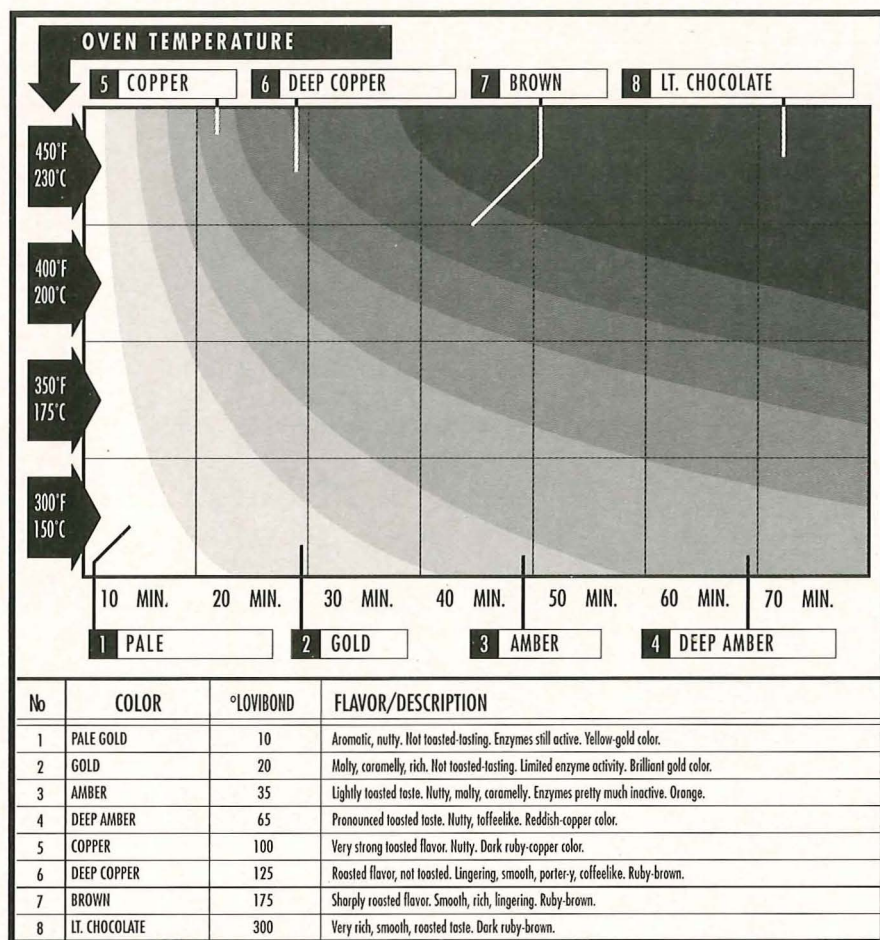 OVEN TEMPERATURE
5 COPPER 6 DEEP COPPER 7 BROWN 8 LT. CHOCOLATE
450°F
230°C
400°F
200°C
350°F
175°C
300°F
150°C
10 MIN. 20 MIN. 30 MIN. 40 MIN. 50 MIN. 60 MIN. 70 MIN.
1 PALE 2 GOLD 3 AMBER 4 DEEP AMBER
No COLOR °LOVIBOND FLAVOR/DESCRIPTION
1 PALE GOLD 10 Aromatic, nutty. Not toasted-tasting. Enzymes still active. Yellow-gold color.
2 GOLD 20 Malty, caramelly, rich. Not toasted-tasting. Limited enzyme activity. Brilliant gold color.
3 AMBER 35 Lightly toasted taste. Nutty, malty, caramelly. Enzymes pretty much inactive. Orange.
4 DEEP AMBER 65 Pronounced toasted taste. Nutty, toffeelike. Reddish-copper color.
5 COPPER 100 Very strong toasted flavor. Nutty. Dark ruby-copper color.
6 DEEP COPPER 125 Roasted flavor, not toasted. Lingering, smooth, porter-y, coffeelike. Ruby-brown.
7 BROWN 175 Sharply roasted flavor. Smooth, rich, lingering. Ruby-brown.
8 LT. CHOCOLATE 300 Very rich, smooth, roasted taste. Dark ruby-brown.